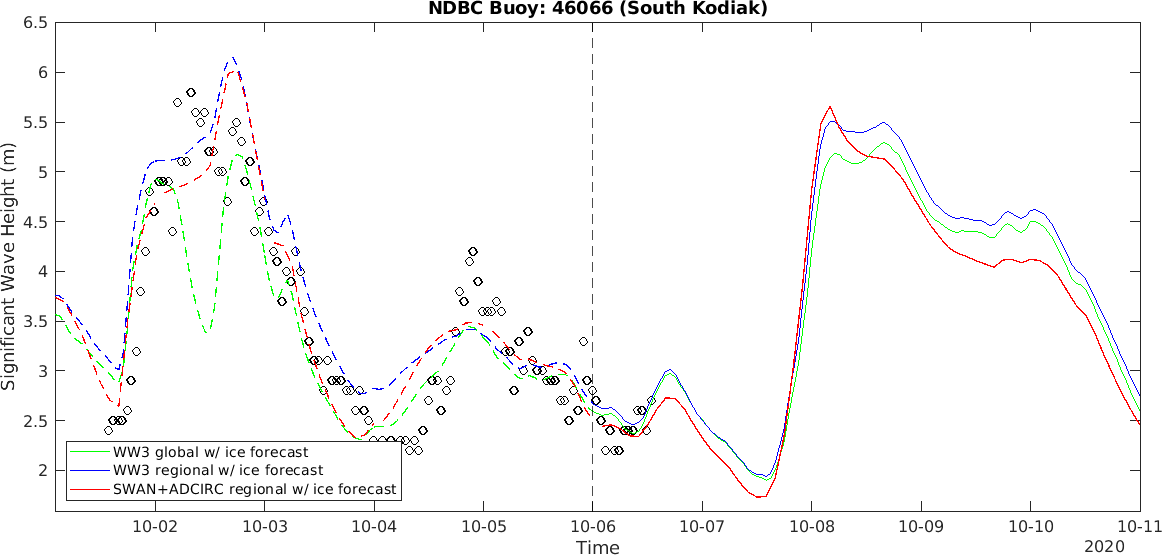 NDBC Buoy: 46066 (South Kodiak)
Significant Wave Height (m)
6.5
6
5.5
5
4.5
4
3.5
3
2.5
2
WW3 global w/ ice forecast
WW3 regional w/ ice forecast
SWAN+ADCIRC regional w/ ice forecast
10-02 10-03 10-04 10-05 10-06 10-07 10-08 10-09 10-10 10-11
Time
2020